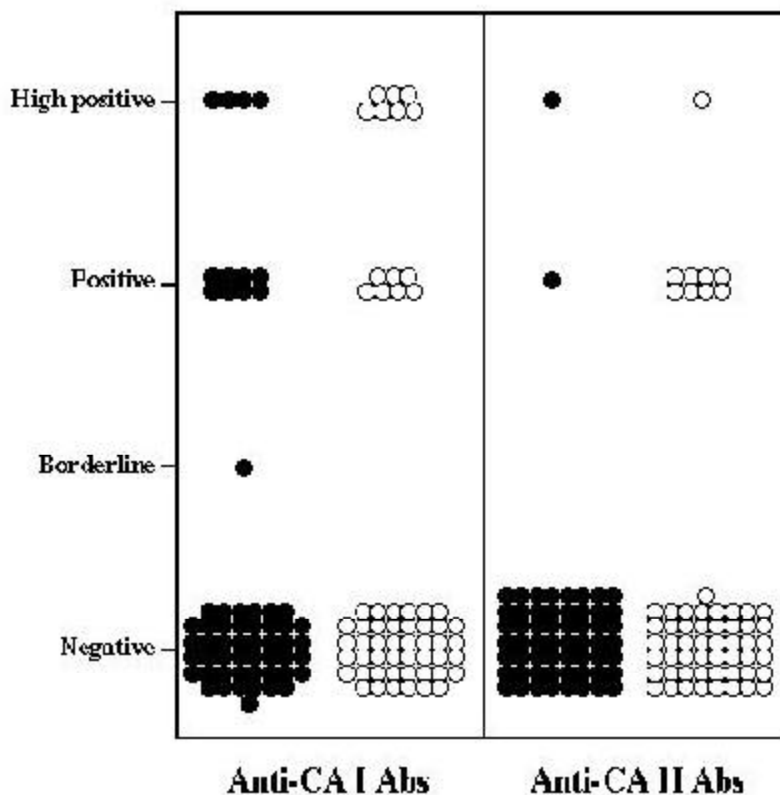 High positive
Positive
Borderline
Negative
Anti-CA I Abs
Anti-CA II Abs